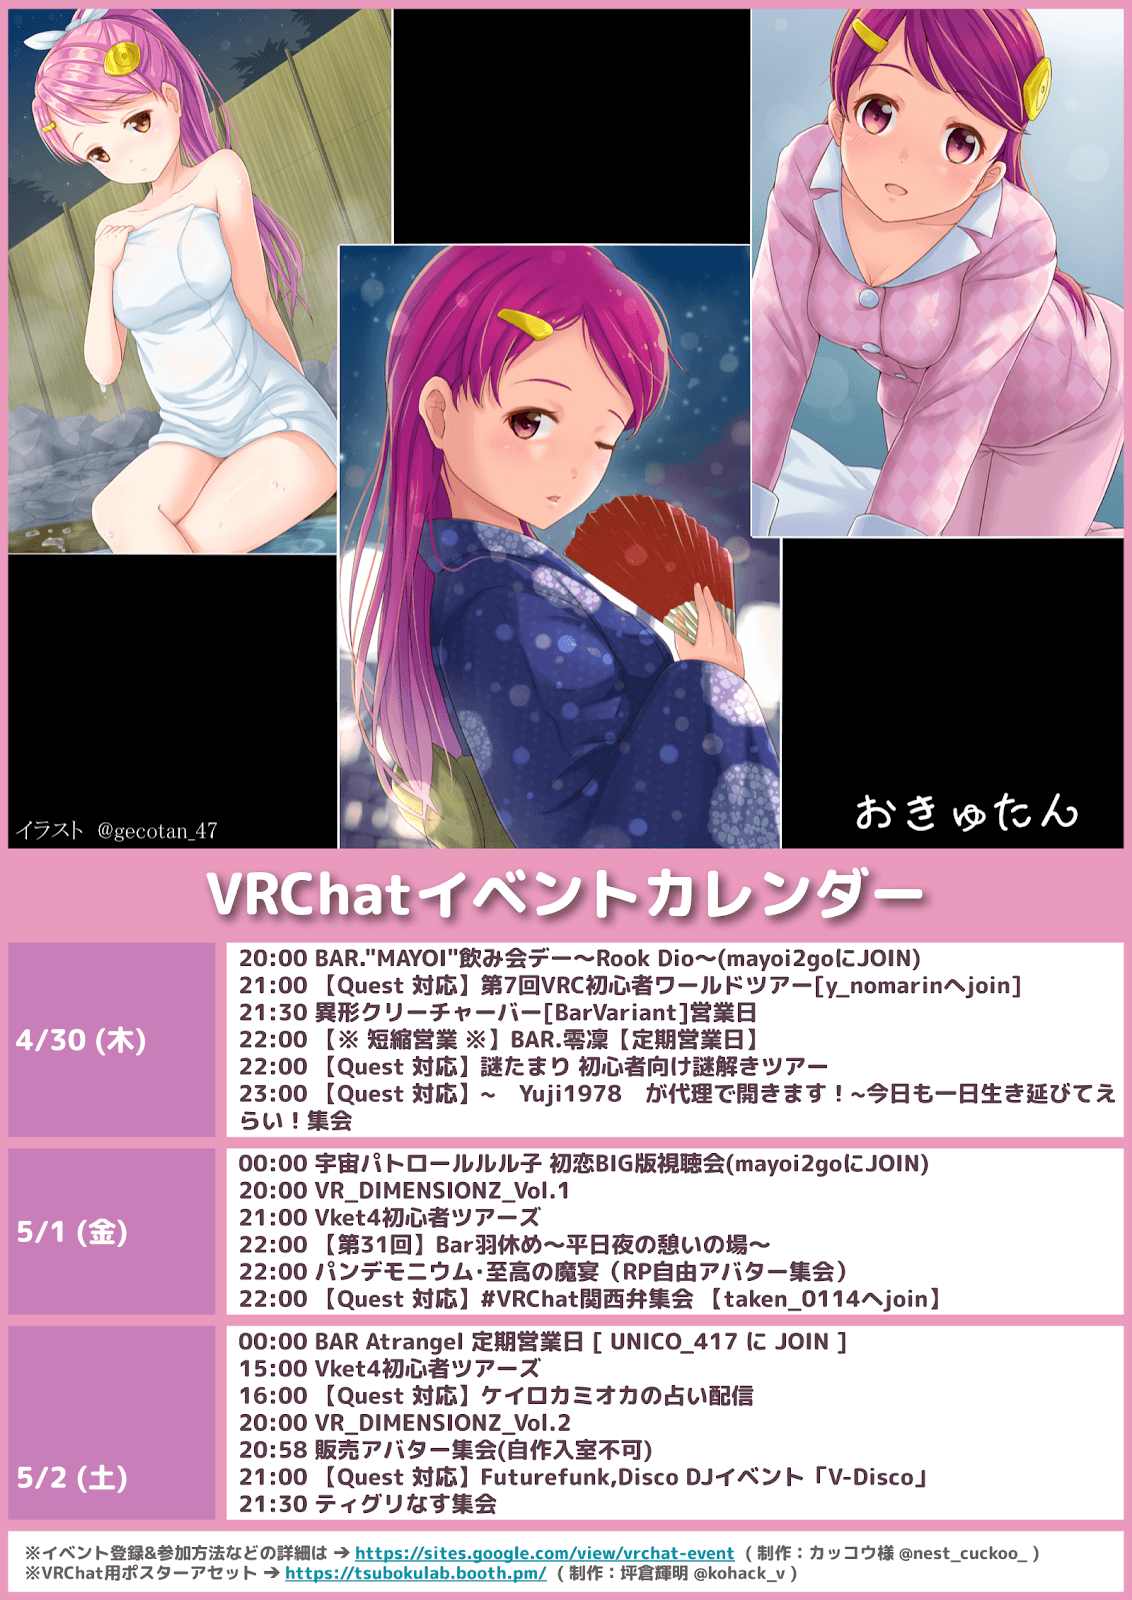 イラスト @gecotan_47
おきゅたん
VRChatイベントカレンダー
4/30 (木)
20:00 BAR."MAYOI"飲み会デー～Rook Dio～(mayoi2goにJOIN)
21:00 【Quest 対応】第7回VRC初心者ワールドツアー[y_nomarinへjoin]
21:30 異形クリーチャーバー[BarVariant]営業日
22:00 【※ 短縮営業 ※】BAR.零凜【定期営業日】
22:00 【Quest 対応】謎たまり 初心者向け謎解きツアー
23:00 【Quest 対応】~　Yuji1978　が代理で開きます！~今日も一日生き延びてえ
らい！集会
5/1 (金)
00:00 宇宙パトロールルル子 初恋BIG版視聴会(mayoi2goにJOIN)
20:00 VR_DIMENSIONZ_Vol.1
21:00 Vket4初心者ツアーズ
22:00 【第31回】Bar羽休め～平日夜の憩いの場～
22:00 パンデモニウム・至高の魔宴（RP自由アバター集会）
22:00 【Quest 対応】#VRChat関西弁集会 【taken_0114へjoin】
5/2 (土)
00:00 BAR Atrangel 定期営業日 [ UNICO_417 に JOIN ]
15:00 Vket4初心者ツアーズ
16:00 【Quest 対応】ケイロカミオカの占い配信
20:00 VR_DIMENSIONZ_Vol.2
20:58 販売アバター集会(自作入室不可)
21:00 【Quest 対応】Futurefunk,Disco DJイベント「V-Disco」
21:30 ティグリなす集会
※イベント登録&参加方法などの詳細は → https://sites.google.com/view/vrchat-event ( 制作：カッコウ様 @nest_cuckoo_ )
※VRChat用ポスターアセット → https://tsubokulab.booth.pm/ ( 制作：坪倉輝明 @kohack_v )